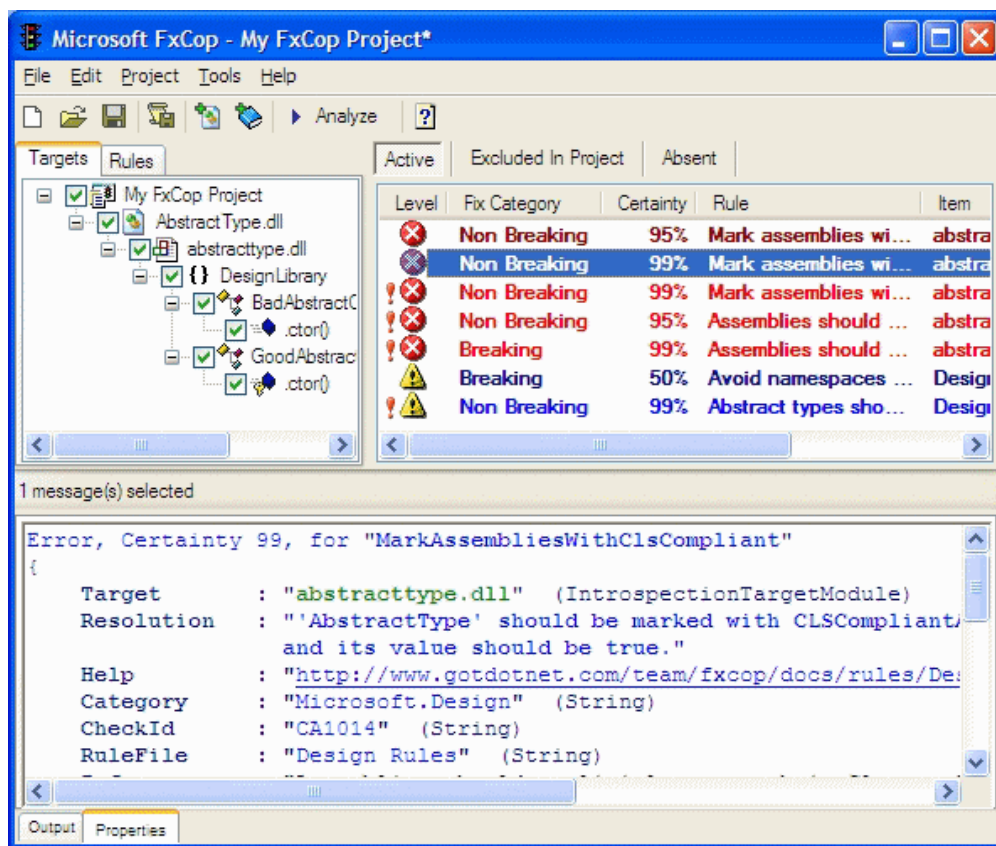 Microsoft FxCop - My FxCop Project*
File Edit Project Tools Help
Analyze
Targets Rules
Active Excluded In Project Absent
My FxCop Project
AbstractType.dll
abstracttype.dll
{} DesignLibrary
BadAbstractC
.ctor()
GoodAbstrac
.ctor()
Level Fix Category Certainty Rule Item
Non Breaking 95% Mark assemblies wi... abstra
Non Breaking 99% Mark assemblies wi... abstra
Non Breaking 99% Mark assemblies wi... abstra
Non Breaking 95% Assemblies should ... abstra
Breaking 99% Assemblies should ... abstra
Breaking 50% Avoid namespaces ... Desig
Non Breaking 99% Abstract types sho... Desig
1 message(s) selected
Error, Certainty 99, for "MarkAssembliesWithClsCompliant"
{
Target : "abstracttype.dll" (IntrospectionTargetModule)
Resolution : "'AbstractType' should be marked with CLSCompliantA
and its value should be true."
Help : "http://www.gotdotnet.com/team/fxcop/docs/rules/Des
Category : "Microsoft.Design" (String)
CheckId : "CA1014" (String)
RuleFile : "Design Rules" (String)
Output Properties